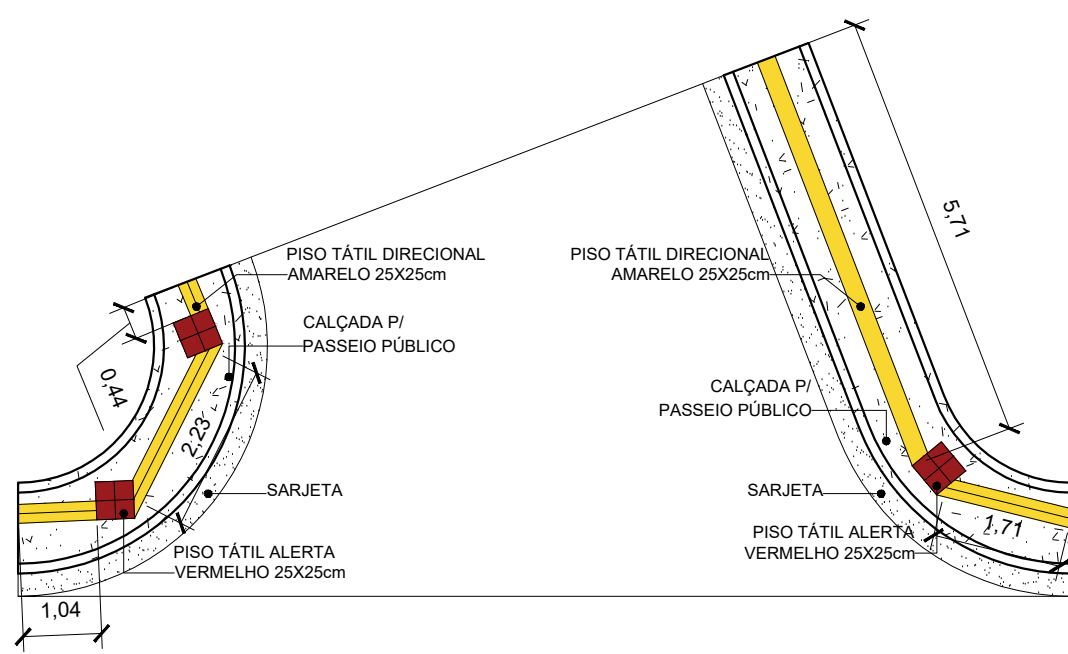 5,71
PISO TÁTIL DIRECIONAL
AMARELO 25X25cm
PISO TÁTIL DIRECIONAL
AMARELO 25X25cm
CALÇADA P/
PASSEIO PÚBLICO
0,44
CALÇADA P/
PASSEIO PÚBLICO
2,23
SARJETA
SARJETA
1,71
PISO TÁTIL ALERTA
VERMELHO 25X25cm
PISO TÁTIL ALERTA
VERMELHO 25X25cm
1,04